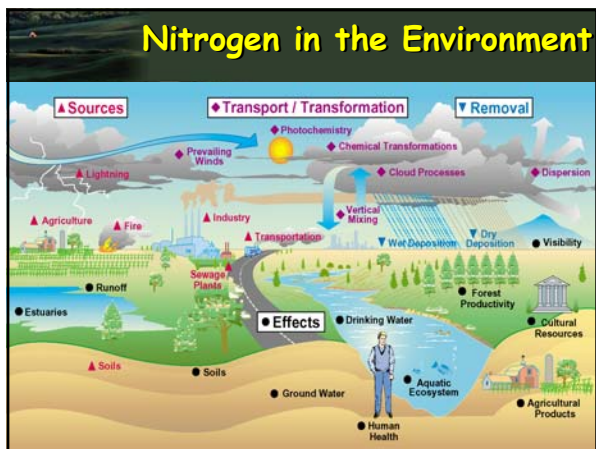 Nitrogen in the Environment
▲Sources
◆Transport / Transformation
▼Removal
◆Photochemistry
◆Prevailing
Winds
◆Chemical Transformations
▲Lightning
◆Cloud Processes
◆Dispersion
▲Agriculture
▲Fire
▲Industry
◆Vertical
Mixing
▲Transportation
▼Wet Deposition
▼Dry
Deposition
●Visibility
Sewage▲
Plants
●Runoff
●Forest
Productivity
●Estuaries
●Effects
●Drinking Water
●Cultural
Resources
▲Soils
●Soils
●Ground Water
●Aquatic
Ecosystem
●Agricultural
Products
●Human
Health